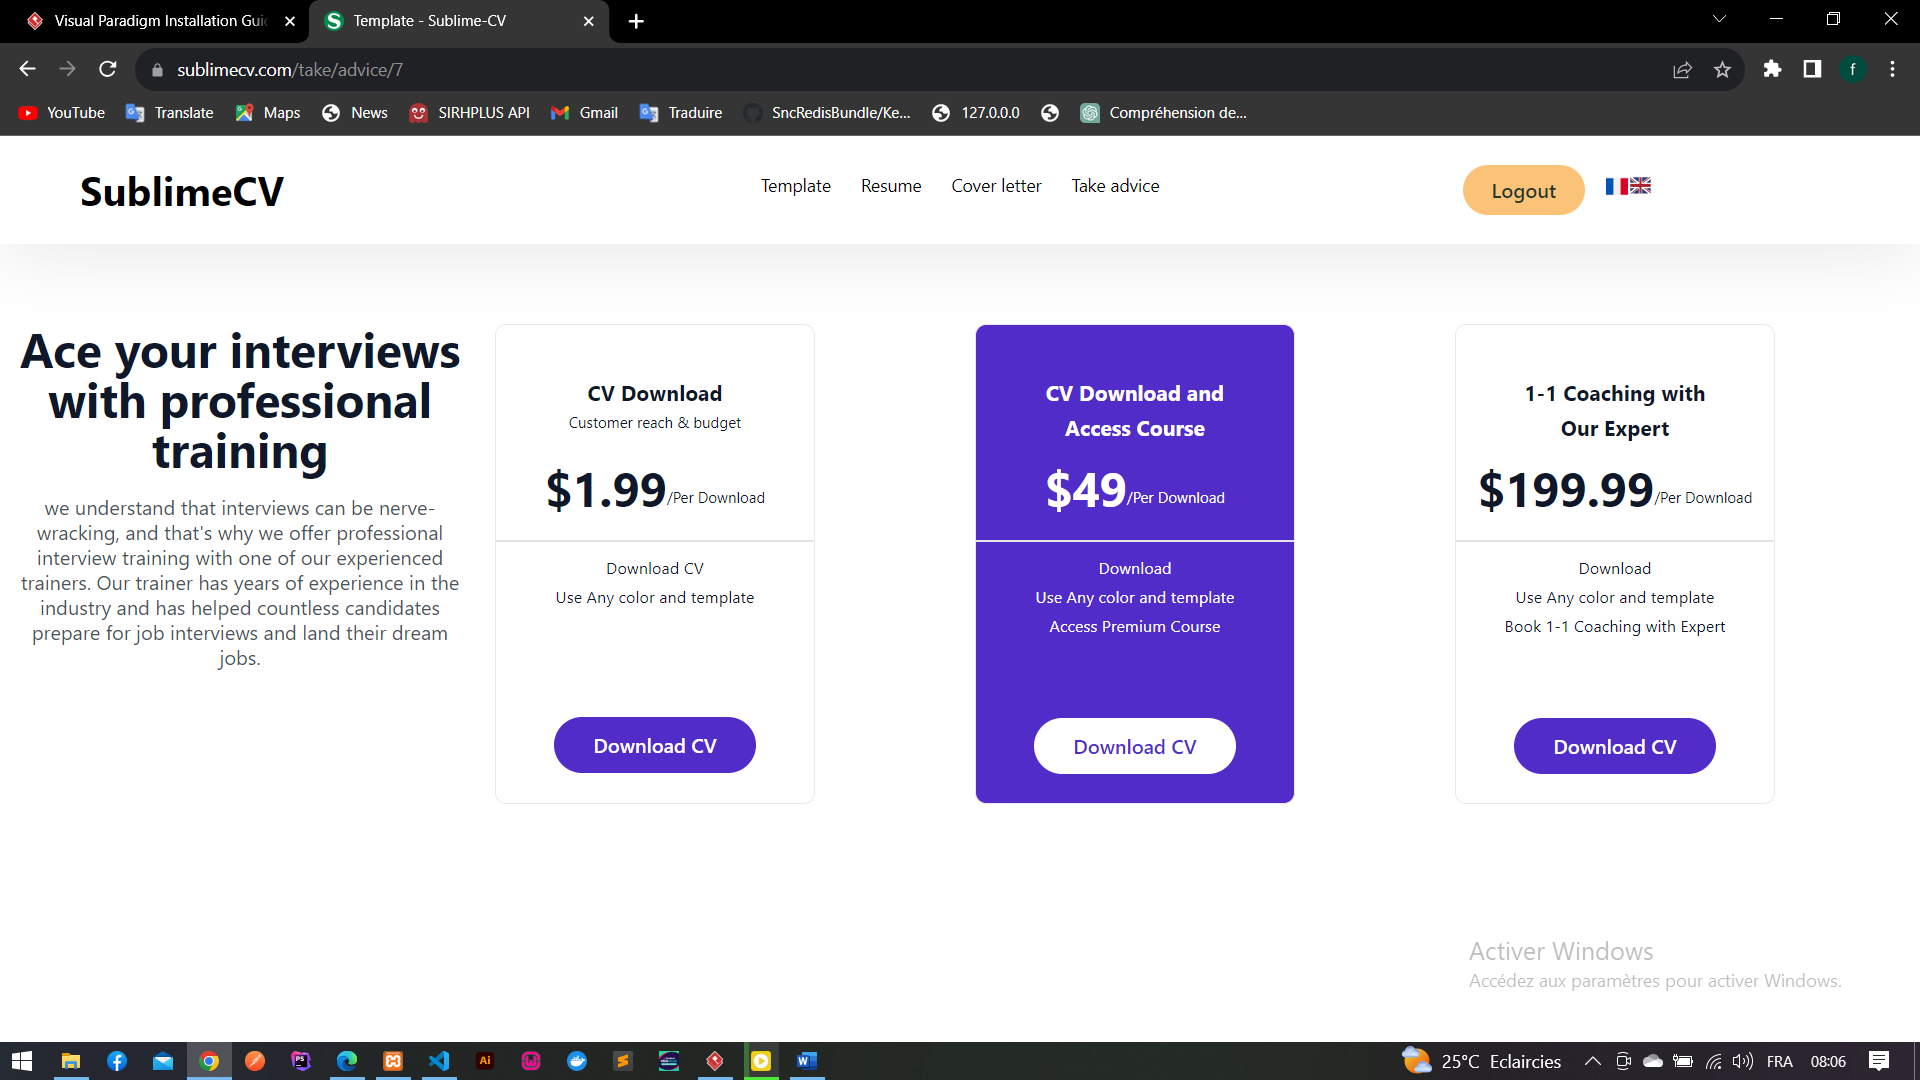 Visual Paradigm Installation Guid
Template - Sublime-CV
sublimecv.com/take/advice/7
f
YouTube
Translate
Maps
News
SIRHPLUS API
Gmail
Traduire
SncRedisBundle/Ke...
127.0.0.0
Compréhension de...
SublimeCV
Template
Resume
Cover letter
Take advice
Logout
Ace your interviews
with professional
training
we understand that interviews can be nerve-
wracking, and that's why we offer professional
interview training with one of our experienced
trainers. Our trainer has years of experience in the
industry and has helped countless candidates
prepare for job interviews and land their dream
jobs.
CV Download
Customer reach & budget
$1.99/Per Download
Download CV
Use Any color and template
Download CV
CV Download and
Access Course
$49/Per Download
Download
Use Any color and template
Access Premium Course
Download CV
1-1 Coaching with
Our Expert
$199.99/Per Download
Download
Use Any color and template
Book 1-1 Coaching with Expert
Download CV
Activer Windows
Accédez aux paramètres pour activer Windows.
25°C Eclaircies
FRA
08:06